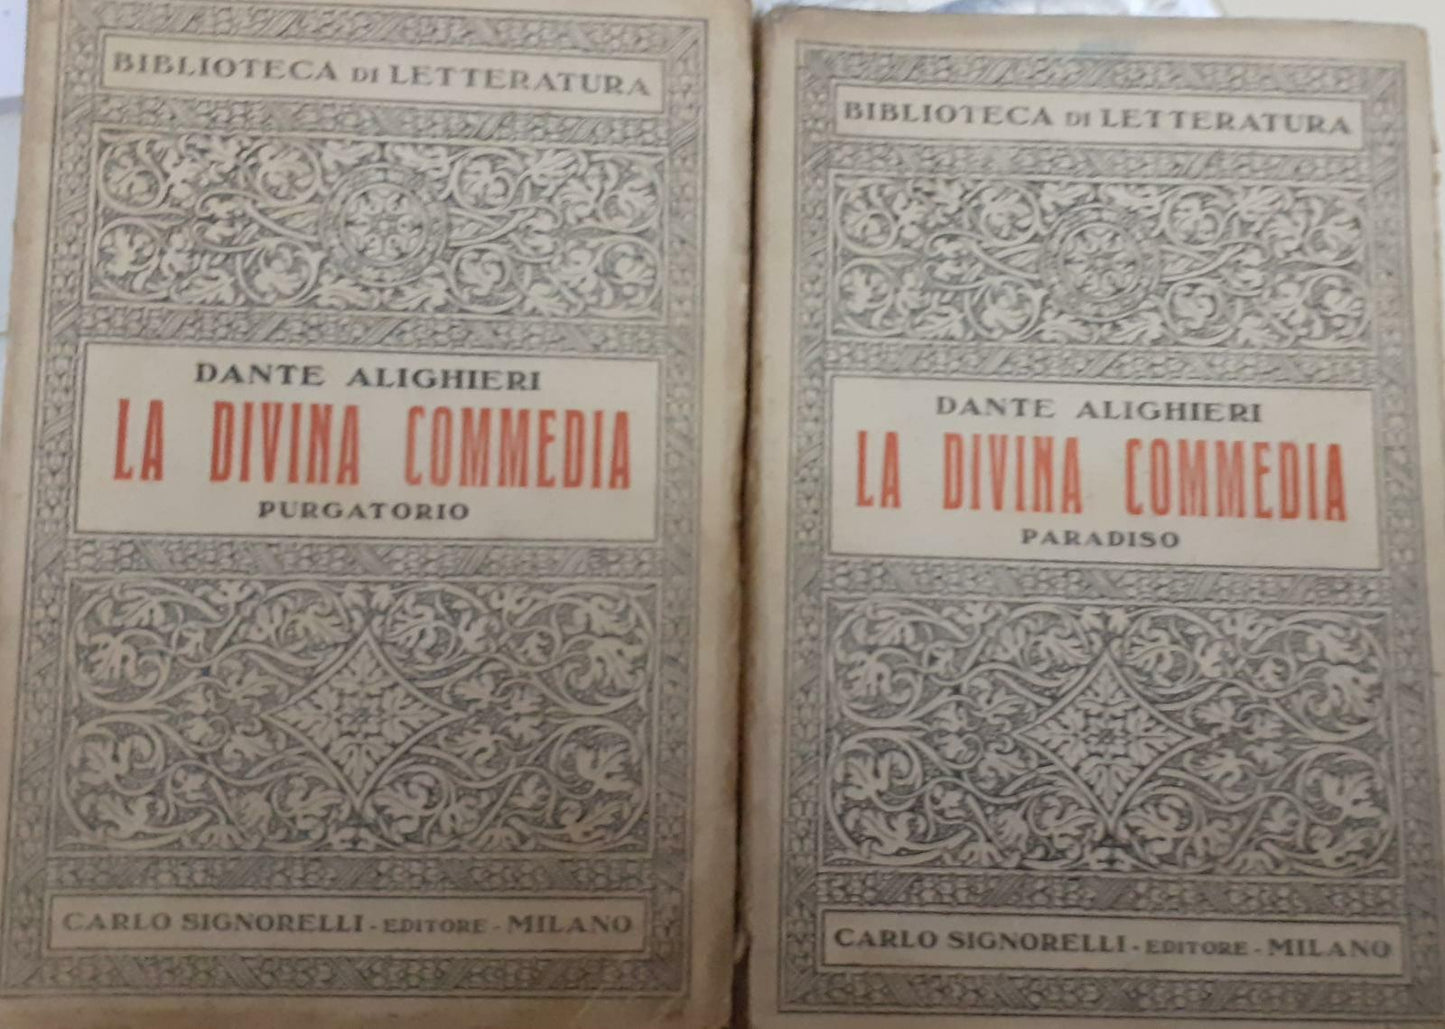 BIBLIOTECA DI LETTERATURA
DANTE ALIGHIERI
LA DIVINA COMMEDIA
PURGATORIO
CARLO SIGNORELLI - EDITORE - MILANO
BIBLIOTECA DI LETTERATURA
DANTE ALIGHIERI
LA DIVINA COMMEDIA
PARADISO
CARLO SIGNORELLI - EDITORE - MILANO